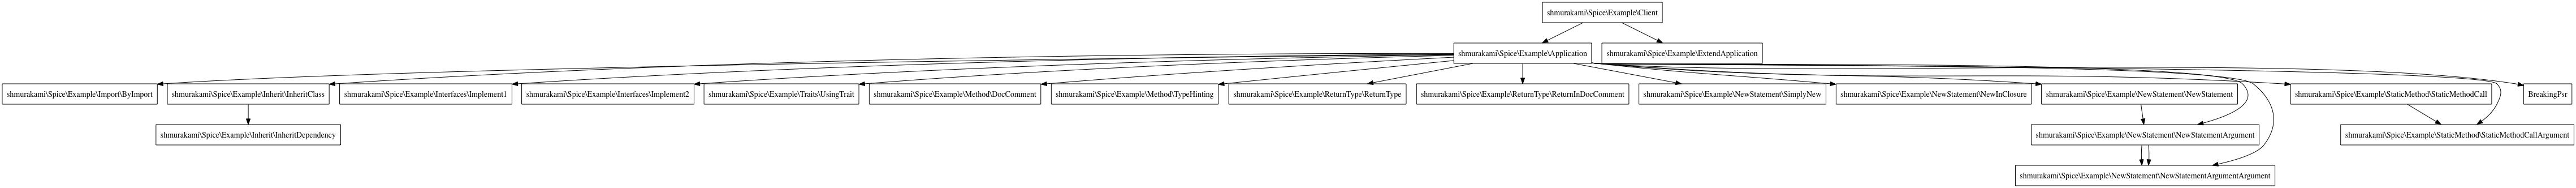 shmurakami\Spice\Example\Client
shmurakami\Spice\Example\Application
shmurakami\Spice\Example\ExtendApplication
shmurakami\Spice\Example\Import\ByImport
shmurakami\Spice\Example\Inherit\InheritClass
shmurakami\Spice\Example\Interfaces\Implement1
shmurakami\Spice\Example\Interfaces\Implement2
shmurakami\Spice\Example\Traits\UsingTrait
shmurakami\Spice\Example\Method\DocComment
shmurakami\Spice\Example\Method\TypeHinting
shmurakami\Spice\Example\ReturnType\ReturnType
shmurakami\Spice\Example\ReturnType\ReturnInDocComment
shmurakami\Spice\Example\NewStatement\SimplyNew
shmurakami\Spice\Example\NewStatement\NewInClosure
shmurakami\Spice\Example\NewStatement\NewStatement
shmurakami\Spice\Example\StaticMethod\StaticMethodCall
BreakingPsr
shmurakami\Spice\Example\Inherit\InheritDependency
shmurakami\Spice\Example\NewStatement\NewStatementArgument
shmurakami\Spice\Example\StaticMethod\StaticMethodCallArgument
shmurakami\Spice\Example\NewStatement\NewStatementArgumentArgument